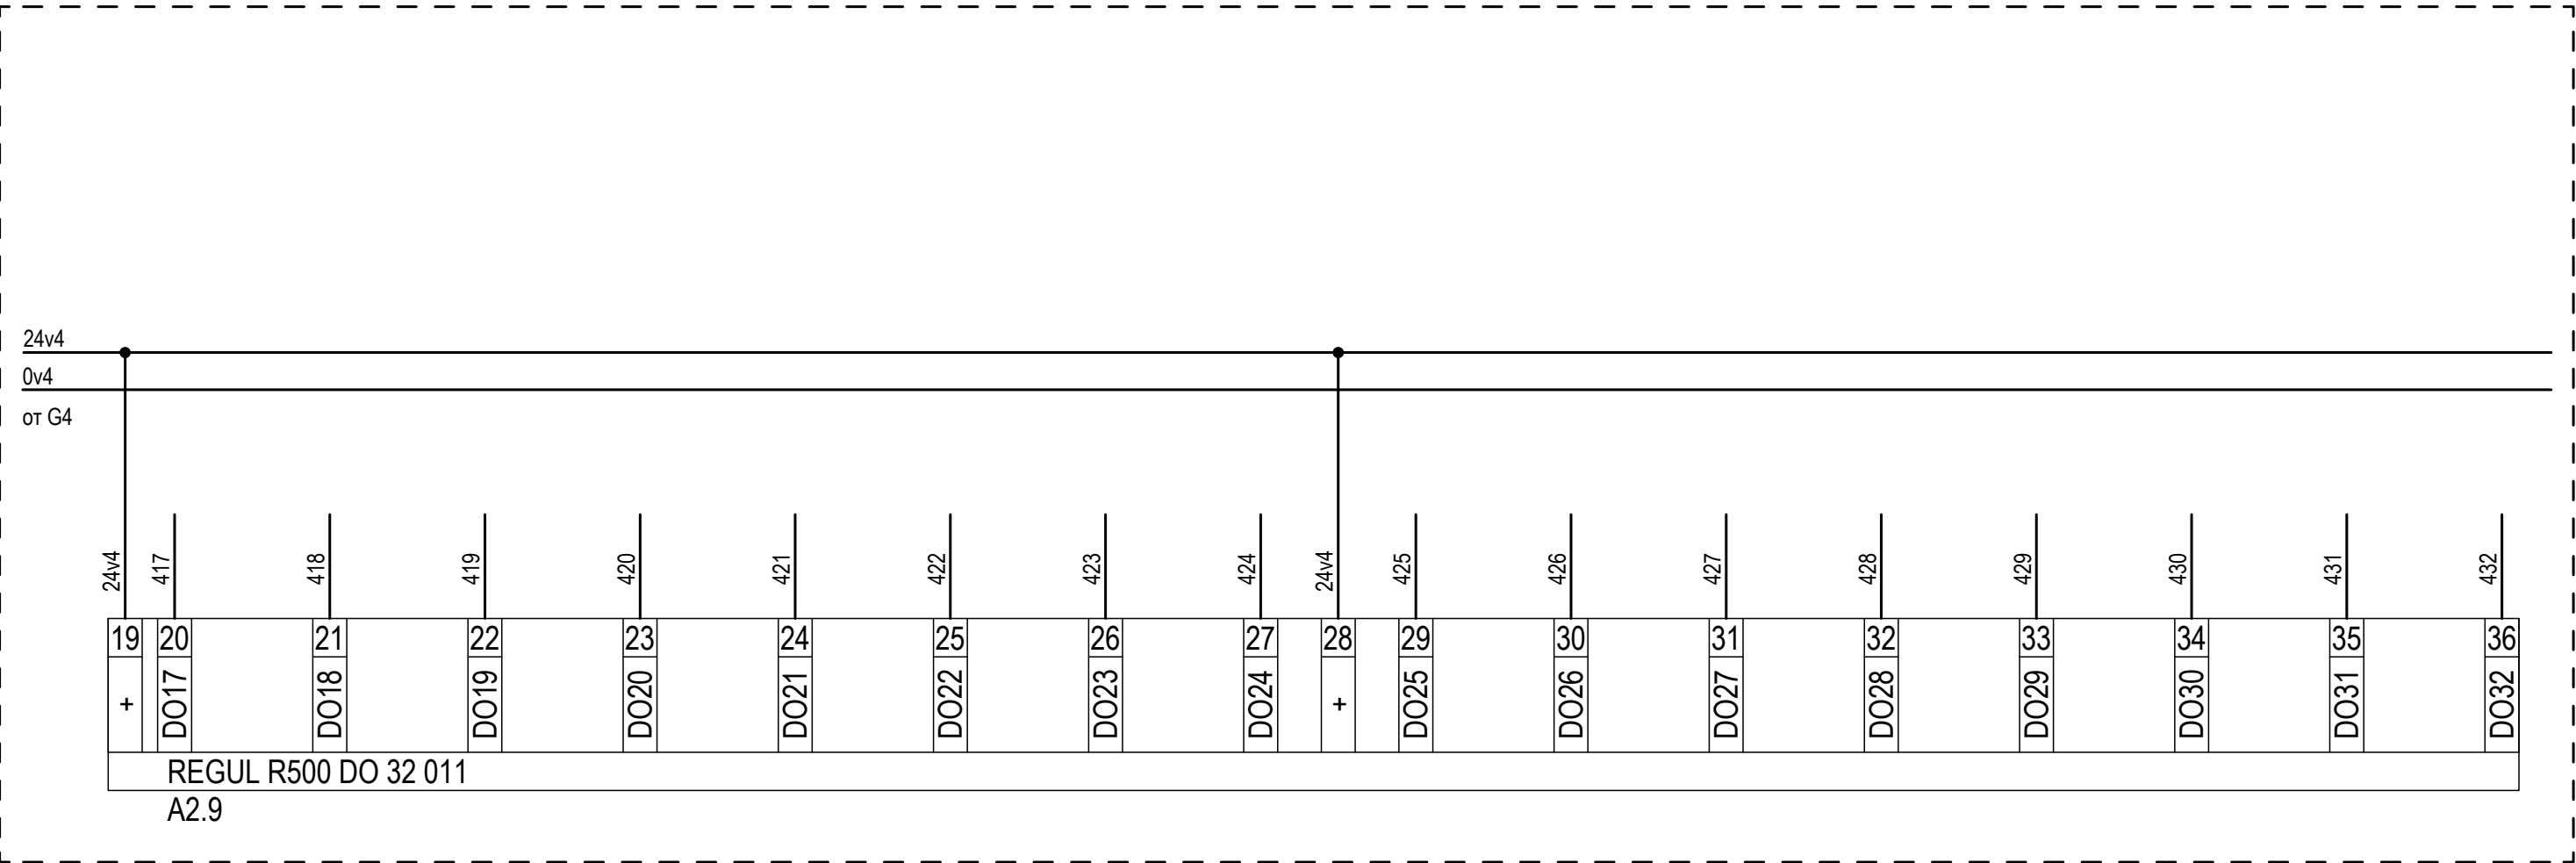 24v4
0v4
от G4
24v4 417 418 419 420 421 422 423 424 24v4 425 426 427 428 429 430 431 432
19 20 21 22 23 24 25 26 27 28 29 30 31 32 33 34 35 36
+ DO17 DO18 DO19 DO20 DO21 DO22 DO23 DO24 + DO25 DO26 DO27 DO28 DO29 DO30 DO31 DO32
REGUL R500 DO 32 011
A2.9